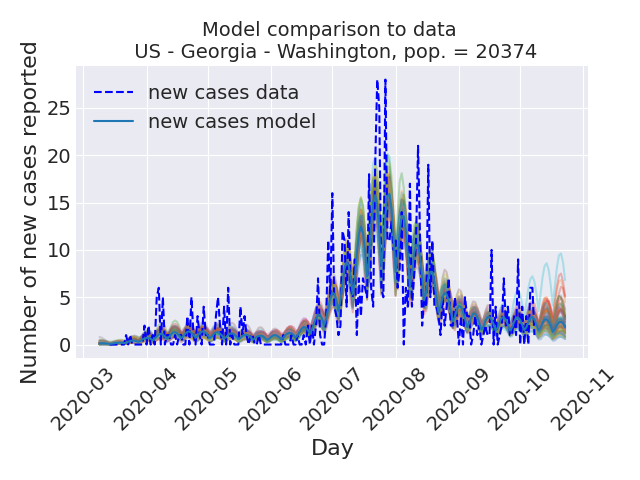 Model comparison to data
US - Georgia - Washington, pop. = 20374
Number of new cases reported
new cases data
new cases model
25
20
15
10
5
0
2020-03
2020-04
2020-05
2020-06
2020-07
2020-08
2020-09
2020-10
2020-11
Day